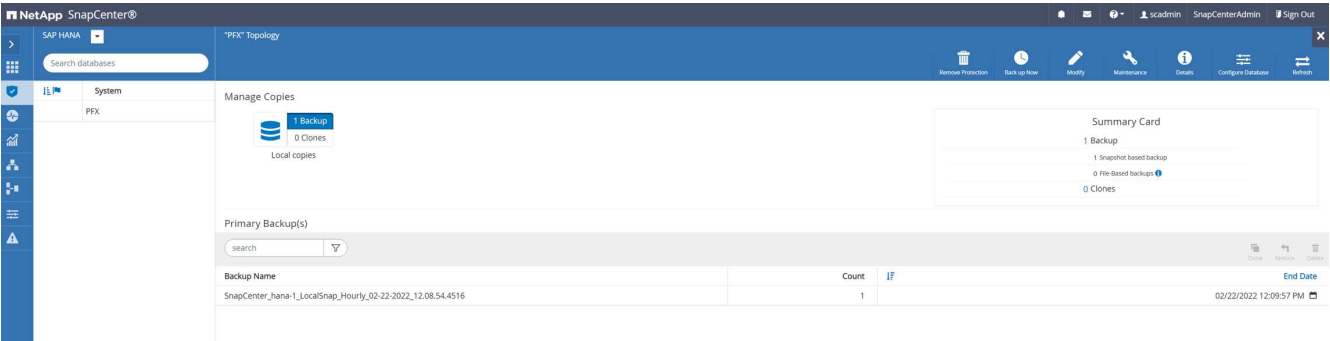 NetApp SnapCenter®
scadmin SnapCenterAdmin Sign Out
SAP HANA
"PFX" Topology
Search databases
Remove Protection Back up Now Modify Maintenance Details Configure Database Refresh
System
PFX
Manage Copies
1 Backup
0 Clones
Local copies
Summary Card
1 Backup
1 Snapshot based backup
0 File-Based backups
0 Clones
Primary Backup(s)
search
Clone Restore Delete
Backup Name Count End Date
SnapCenter_hana-1_LocalSnap_Hourly_02-22-2022_12.08.54.4516 1 02/22/2022 12:09:57 PM